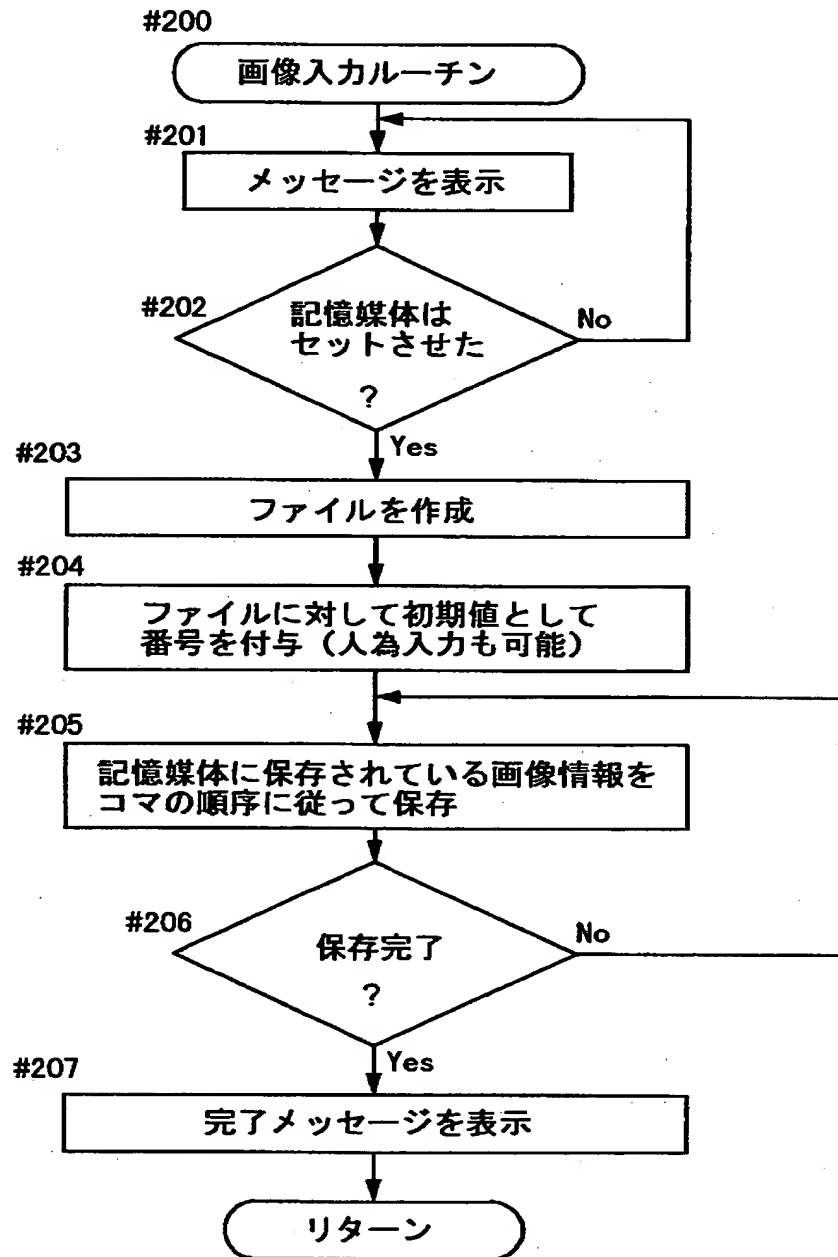 #200
画像入力ルーチン
#201
メッセージを表示
#202
記憶媒体は
セットさせた
?
No
Yes
#203
ファイルを作成
#204
ファイルに対して初期値として
番号を付与（人為入力も可能）
#205
記憶媒体に保存されている画像情報を
コマの順序に従って保存
#206
保存完了
?
No
Yes
#207
完了メッセージを表示
リターン